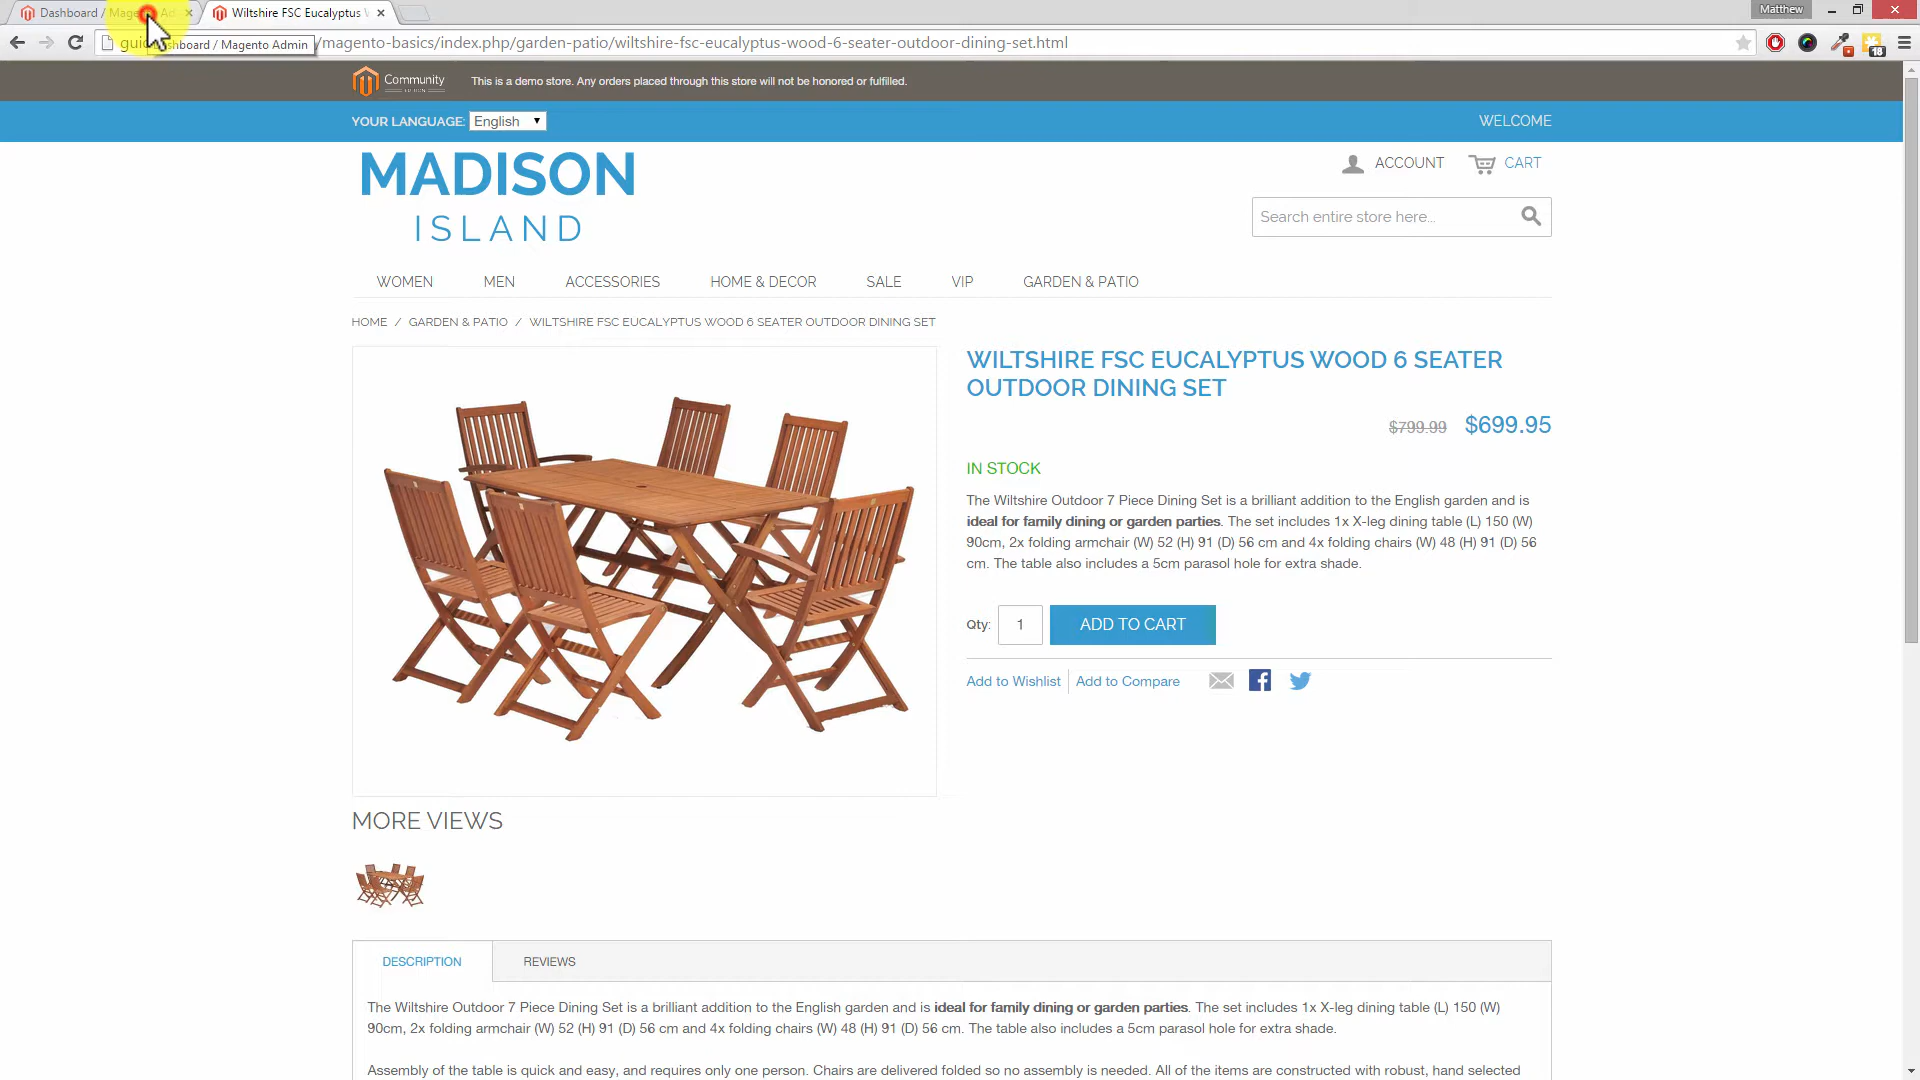 Dashboard / Magento Ad
Wiltshire FSC Eucalyptus W
Matthew
/magento-basics/index.php/garden-patio/wiltshire-fsc-eucalyptus-wood-6-seater-outdoor-dining-set.html
Dashboard / Magento Admin
18
Community
This is a demo store. Any orders placed through this store will not be honored or fulfilled.
YOUR LANGUAGE: English
WELCOME
MADISON
ISLAND
ACCOUNT
CART
Search entire store here...
WOMEN MEN ACCESSORIES HOME & DECOR SALE VIP GARDEN & PATIO
HOME / GARDEN & PATIO / WILTSHIRE FSC EUCALYPTUS WOOD 6 SEATER OUTDOOR DINING SET
WILTSHIRE FSC EUCALYPTUS WOOD 6 SEATER
OUTDOOR DINING SET
$799.99 $699.95
IN STOCK
The Wiltshire Outdoor 7 Piece Dining Set is a brilliant addition to the English garden and is
ideal for family dining or garden parties. The set includes 1x X-leg dining table (L) 150 (W)
90cm, 2x folding armchair (W) 52 (H) 91 (D) 56 cm and 4x folding chairs (W) 48 (H) 91 (D) 56
cm. The table also includes a 5cm parasol hole for extra shade.
Qty: 1 ADD TO CART
Add to Wishlist Add to Compare
MORE VIEWS
DESCRIPTION REVIEWS
The Wiltshire Outdoor 7 Piece Dining Set is a brilliant addition to the English garden and is ideal for family dining or garden parties. The set includes 1x X-leg dining table (L) 150 (W)
90cm, 2x folding armchair (W) 52 (H) 91 (D) 56 cm and 4x folding chairs (W) 48 (H) 91 (D) 56 cm. The table also includes a 5cm parasol hole for extra shade.
Assembly of the table is quick and easy, and requires only one person. Chairs are delivered folded so no assembly is needed. All of the items are constructed with robust, hand selected